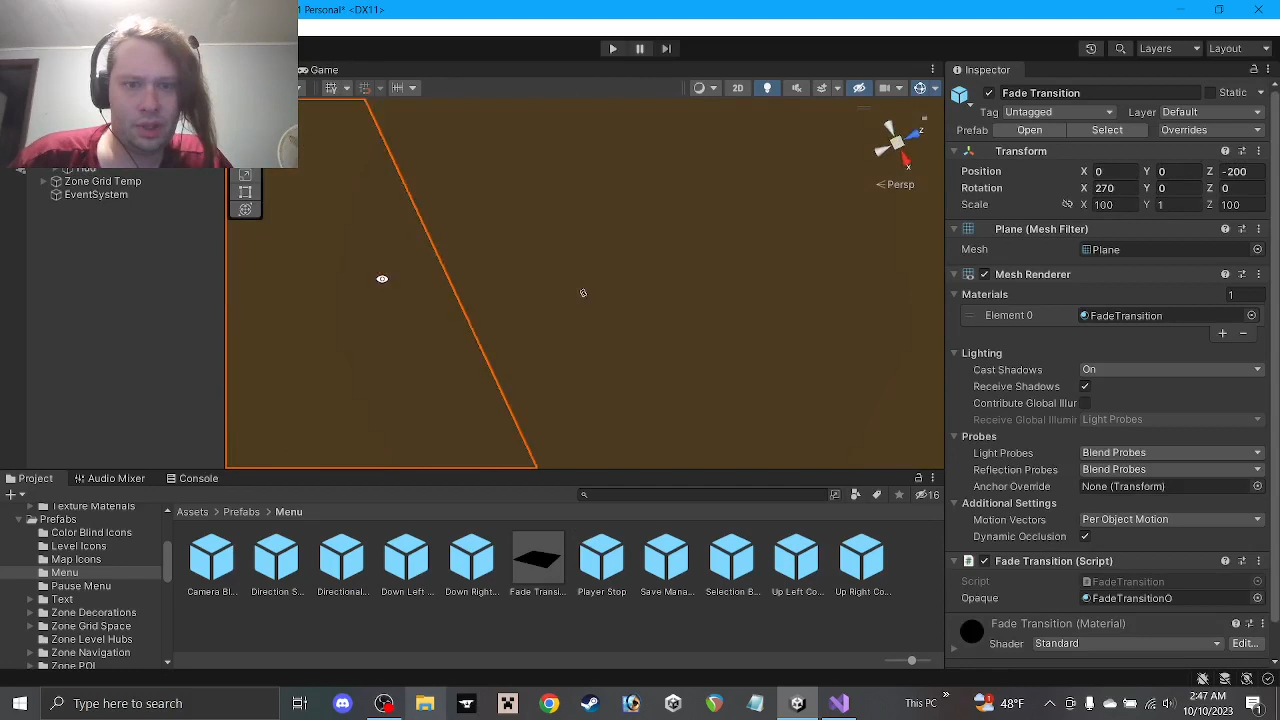 1 Personal* <DX11>
Game
Layers
Layout
2D
Persp
z
x
Zone Grid Temp
EventSystem
Inspector
Fade Transition
Static
Tag Untagged Layer Default
Prefab Open Select Overrides
Transform
Position X 0 Y 0 Z -200
Rotation X 270 Y 0 Z 0
Scale X 100 Y 1 Z 100
Plane (Mesh Filter)
Mesh Plane
Mesh Renderer
Materials 1
Element 0 FadeTransition
Lighting
Cast Shadows On
Receive Shadows
Contribute Global Illur
Receive Global Illumir Light Probes
Probes
Light Probes Blend Probes
Reflection Probes Blend Probes
Anchor Override None (Transform)
Additional Settings
Motion Vectors Per Object Motion
Dynamic Occlusion
Fade Transition (Script)
Script FadeTransition
Opaque FadeTransitionO
Fade Transition (Material)
Shader Standard Edit...
Project Audio Mixer Console
16
Texture Materials
Prefabs
Color Blind Icons
Level Icons
Map Icons
Menu
Pause Menu
Text
Zone Decorations
Zone Grid Space
Zone Level Hubs
Zone Navigation
Zone POI
Assets > Prefabs > Menu
Camera Bl... Direction S... Directional... Down Left ... Down Right... Fade Transi... Player Stop Save Mana... Selection B... Up Left Co... Up Right Co...
Type here to search
This PC
48°F
2:47 AM
10/10/2023